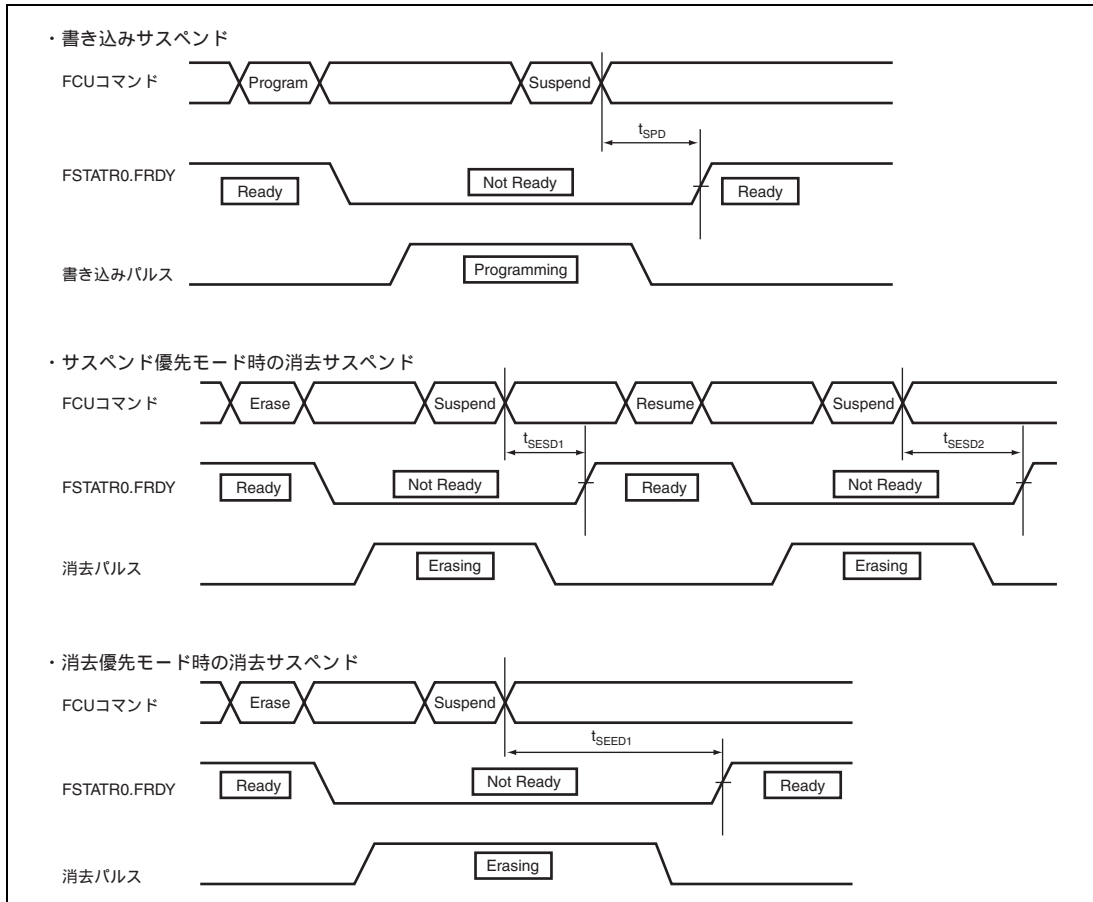 ・書き込みサスペンド
FCUコマンド Program Suspend
tSPD
FSTATR0.FRDY Ready Not Ready Ready
書き込みパルス Programming
・サスペンド優先モード時の消去サスペンド
FCUコマンド Erase Suspend Resume Suspend
tSESD1 tSESD2
FSTATR0.FRDY Ready Not Ready Ready Not Ready
消去パルス Erasing Erasing
・消去優先モード時の消去サスペンド
FCUコマンド Erase Suspend
tSEED1
FSTATR0.FRDY Ready Not Ready Ready
消去パルス Erasing